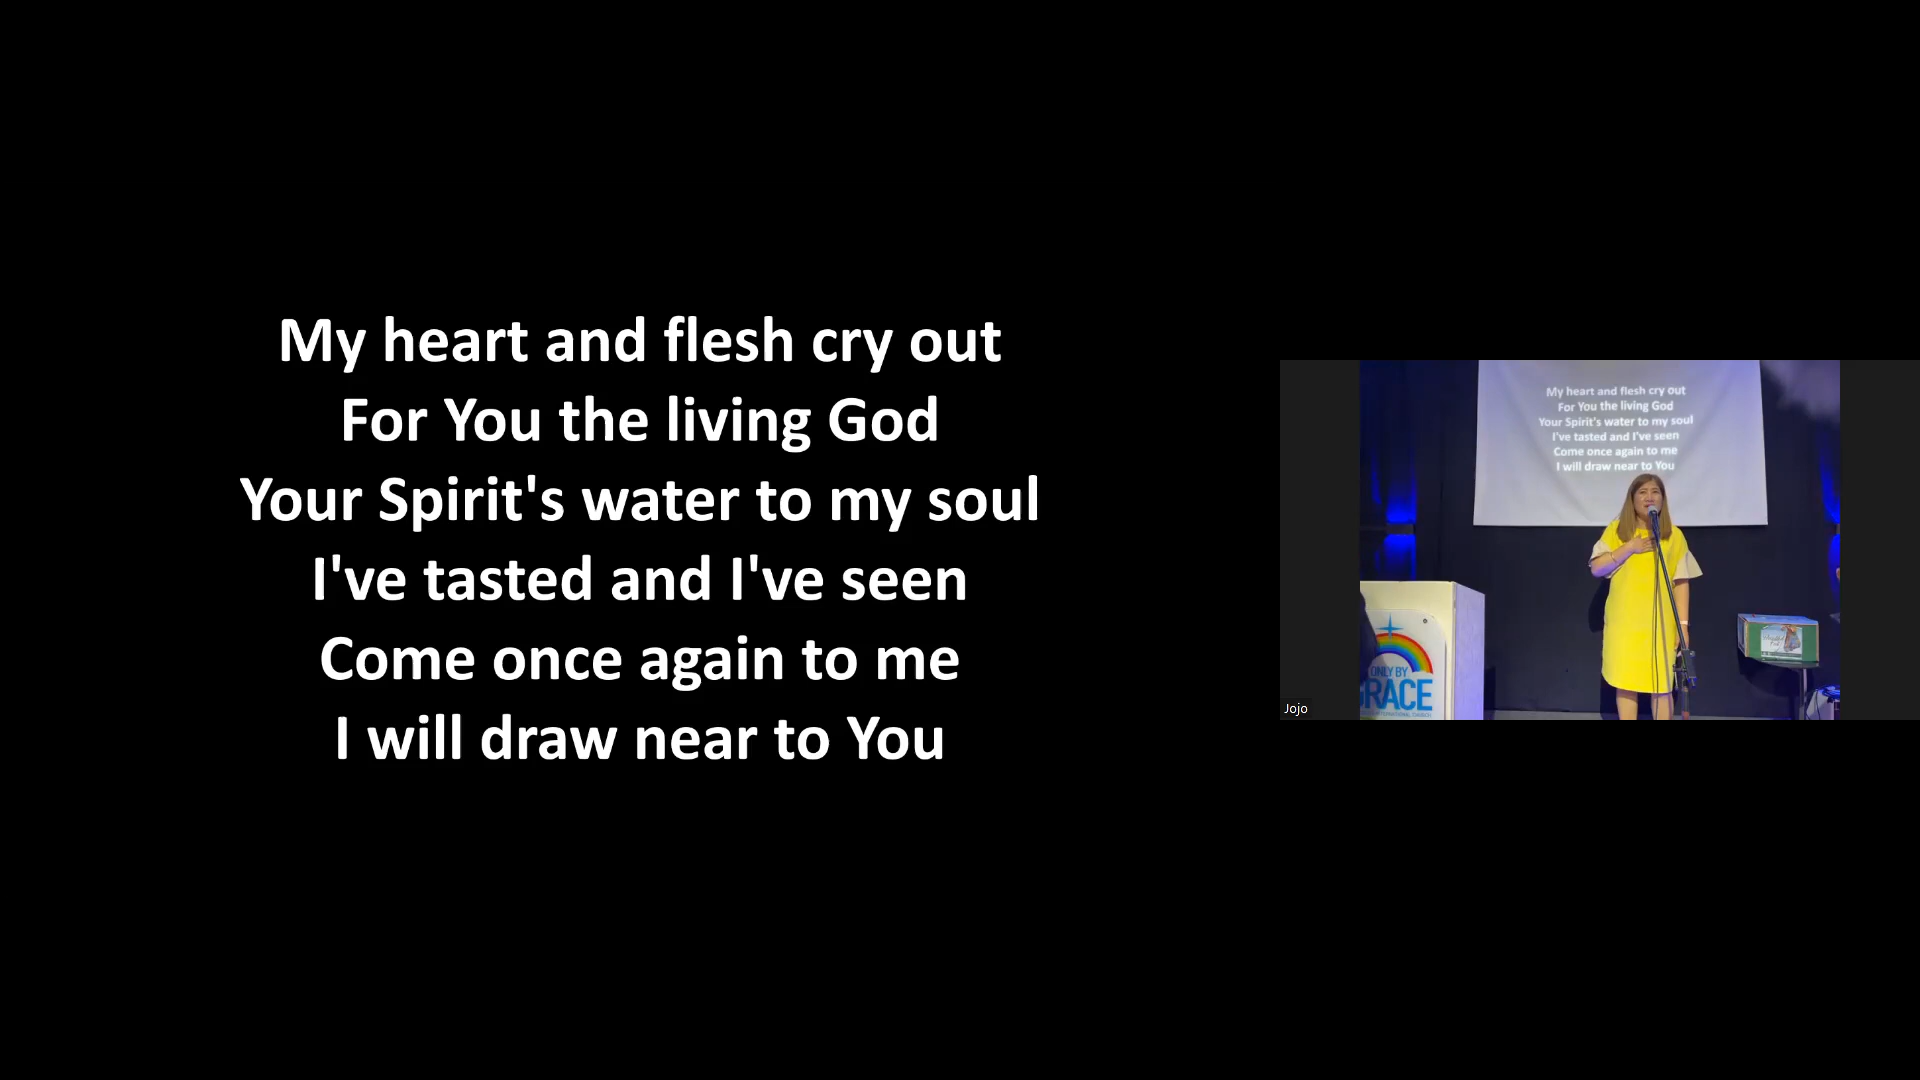 My heart and flesh cry out
For You the living God
Your Spirit's water to my soul
I've tasted and I've seen
Come once again to me
I will draw near to You
My heart and flesh cry out
For You the living God
Your Spirit's water to my soul
I've tasted and I've seen
Come once again to me
I will draw near to You
ONLY BY
GRACE
Jojo